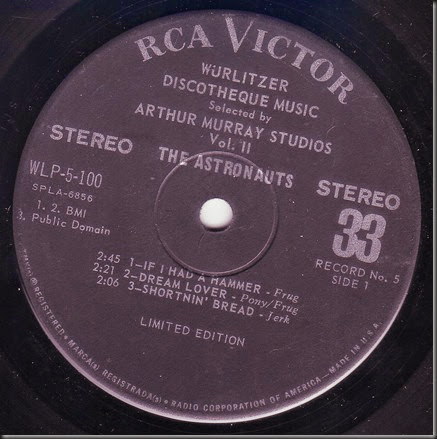 RCA VICTOR
WÜRLITZER
DISCOTHEQUE MUSIC
Selected by
ARTHUR MURRAY STUDIOS
Vol. II
THE ASTRONAUTS
STEREO
WLP-5-100
SPLA-6856
1. 2. BMI
3. Public Domain
STEREO
33
RECORD No. 5
SIDE 1
2:45 1—IF I HAD A HAMMER - Frug
2:21 2—DREAM LOVER - Pony/Frug
2:06 3—SHORTNIN' BREAD - Jerk
LIMITED EDITION
TM(s) ® REGISTERED • MARCA(s) REGISTRADA(s) • RADIO CORPORATION OF AMERICA - MADE IN U.S.A.